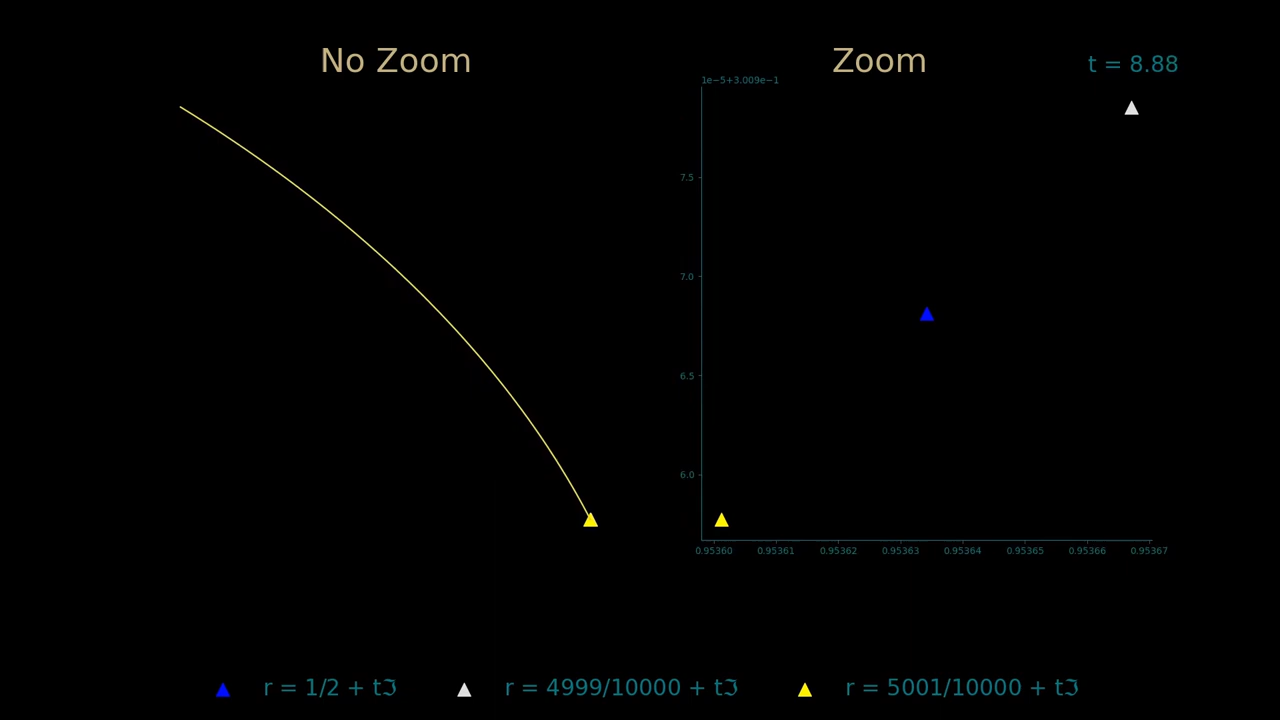 No Zoom
Zoom
t = 8.88
1e−5+3.009e−1
7.5
7.0
6.5
6.0
0.95360 0.95361 0.95362 0.95363 0.95364 0.95365 0.95366 0.95367
r = 1/2 + tℑ r = 4999/10000 + tℑ r = 5001/10000 + tℑ